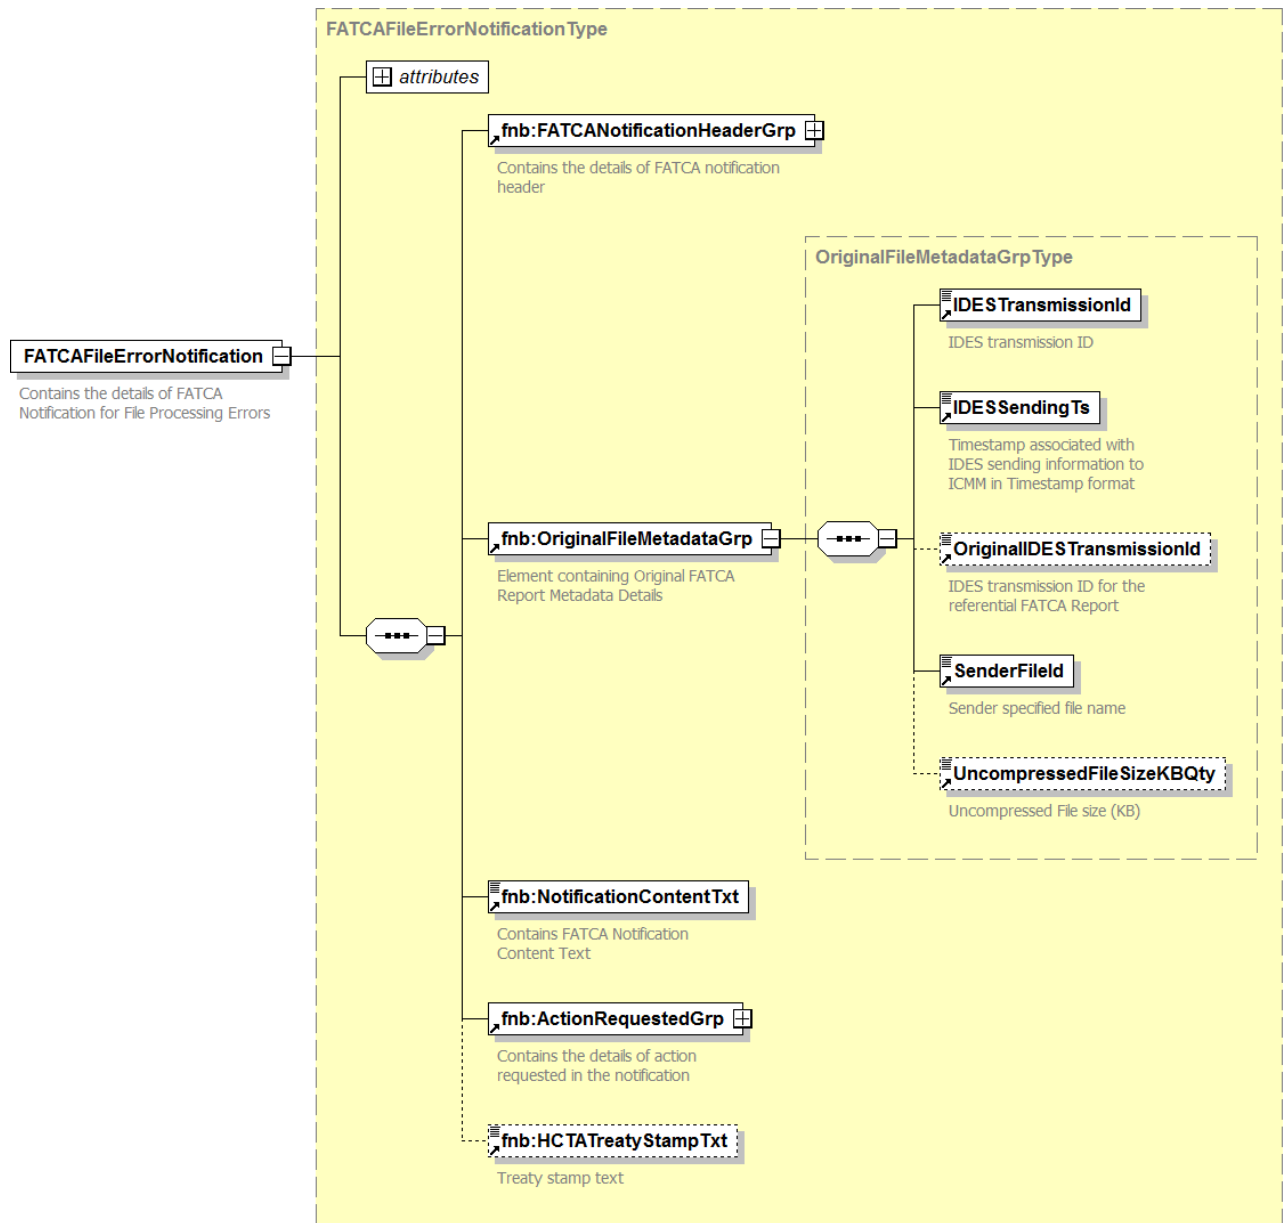 FATCAFileErrorNotificationType
attributes
fnb:FATCANotificationHeaderGrp
Contains the details of FATCA notification
header
OriginalFileMetadataGrpType
IDESTransmissionId
IDES transmission ID
FATCAFileErrorNotification
Contains the details of FATCA
Notification for File Processing Errors
IDESSendingTs
Timestamp associated with
IDES sending information to
ICMM in Timestamp format
fnb:OriginalFileMetadataGrp
Element containing Original FATCA
Report Metadata Details
OriginalIDESTransmissionId
IDES transmission ID for the
referential FATCA Report
SenderFileId
Sender specified file name
UncompressedFileSizeKBQty
Uncompressed File size (KB)
fnb:NotificationContentTxt
Contains FATCA Notification
Content Text
fnb:ActionRequestedGrp
Contains the details of action
requested in the notification
fnb:HCTATreatyStampTxt
Treaty stamp text